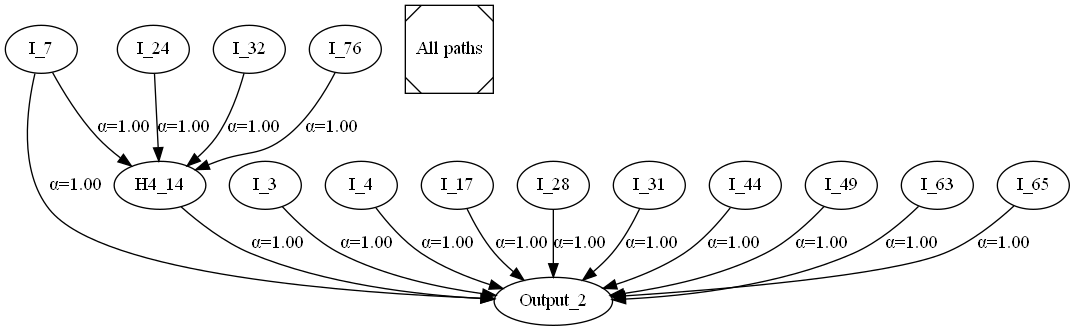 I_7
I_24
I_32
I_76
All paths
α=1.00
α=1.00
α=1.00
α=1.00
α=1.00
H4_14
I_3
I_4
I_17
I_28
I_31
I_44
I_49
I_63
I_65
α=1.00
α=1.00
α=1.00
α=1.00
α=1.00
α=1.00
α=1.00
α=1.00
α=1.00
α=1.00
Output_2